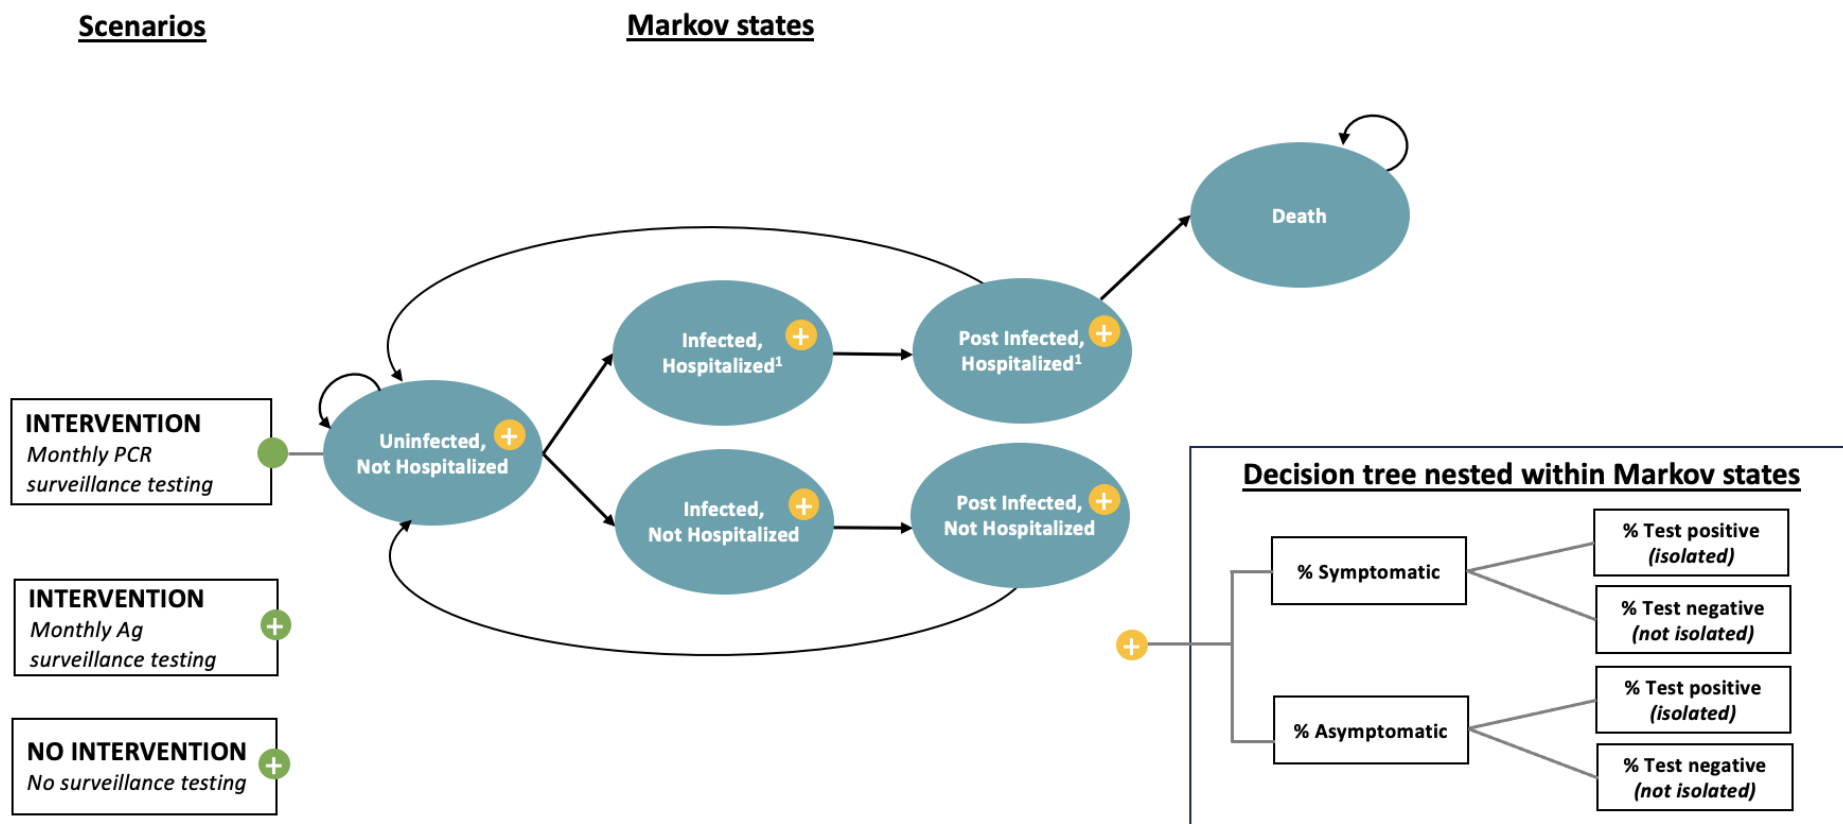 Scenarios
Markov states
Death
Infected,
Hospitalized¹
Post Infected,
Hospitalized¹
Uninfected,
Not Hospitalized
Infected,
Not Hospitalized
Post Infected,
Not Hospitalized
INTERVENTION
Monthly PCR
surveillance testing
INTERVENTION
Monthly Ag
surveillance testing
NO INTERVENTION
No surveillance testing
Decision tree nested within Markov states
% Symptomatic
% Test positive
(isolated)
% Test negative
(not isolated)
% Asymptomatic
% Test positive
(isolated)
% Test negative
(not isolated)